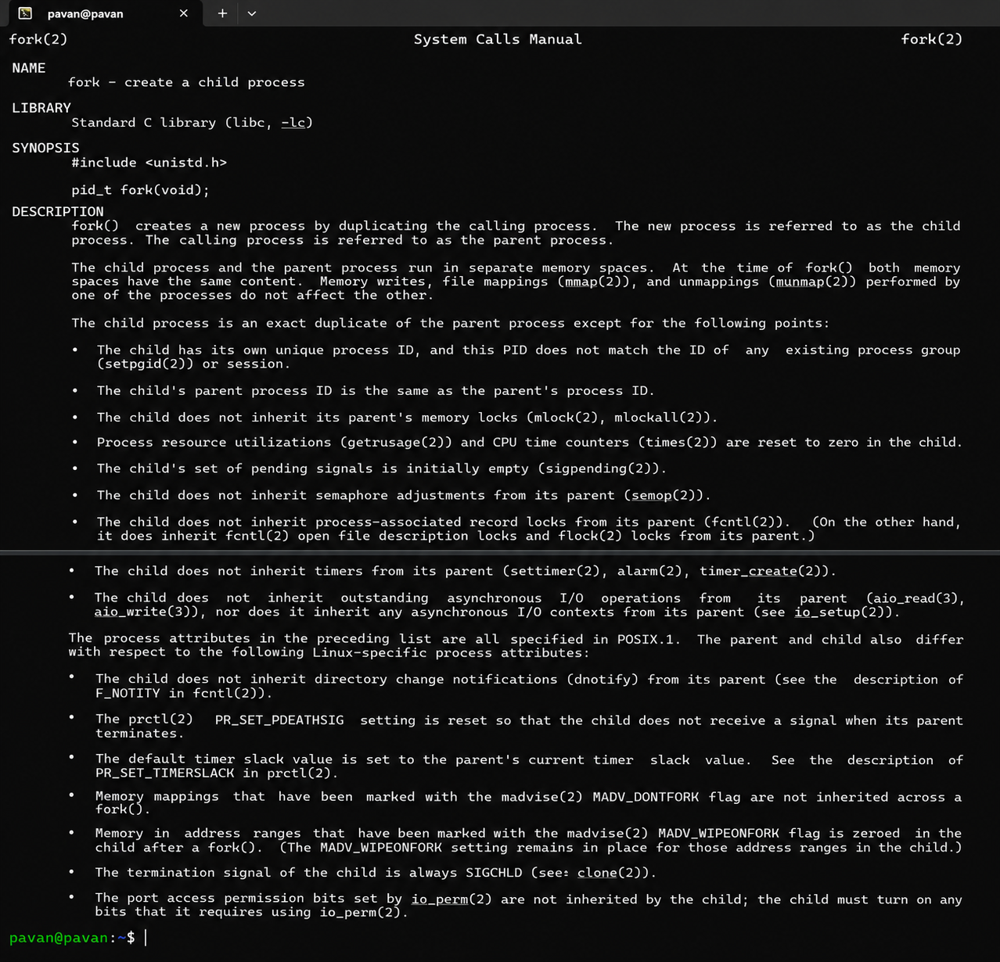 pavan@pavan
fork(2) System Calls Manual fork(2)
NAME
fork - create a child process
LIBRARY
Standard C library (libc, -lc)
SYNOPSIS
#include <unistd.h>
pid_t fork(void);
DESCRIPTION
fork() creates a new process by duplicating the calling process. The new process is referred to as the child
process. The calling process is referred to as the parent process.
The child process and the parent process run in separate memory spaces. At the time of fork() both memory
spaces have the same content. Memory writes, file mappings (mmap(2)), and unmappings (munmap(2)) performed by
one of the processes do not affect the other.
The child process is an exact duplicate of the parent process except for the following points:
• The child has its own unique process ID, and this PID does not match the ID of any existing process group
(setpgid(2)) or session.
• The child's parent process ID is the same as the parent's process ID.
• The child does not inherit its parent's memory locks (mlock(2), mlockall(2)).
• Process resource utilizations (getrusage(2)) and CPU time counters (times(2)) are reset to zero in the child.
• The child's set of pending signals is initially empty (sigpending(2)).
• The child does not inherit semaphore adjustments from its parent (semop(2)).
• The child does not inherit process-associated record locks from its parent (fcntl(2)). (On the other hand,
it does inherit fcntl(2) open file description locks and flock(2) locks from its parent.)
• The child does not inherit timers from its parent (settimer(2), alarm(2), timer_create(2)).
• The child does not inherit outstanding asynchronous I/O operations from its parent (aio_read(3),
aio_write(3)), nor does it inherit any asynchronous I/O contexts from its parent (see io_setup(2)).
The process attributes in the preceding list are all specified in POSIX.1. The parent and child also differ
with respect to the following Linux-specific process attributes:
• The child does not inherit directory change notifications (dnotify) from its parent (see the description of
F_NOTITY in fcntl(2)).
• The prctl(2) PR_SET_PDEATHSIG setting is reset so that the child does not receive a signal when its parent
terminates.
• The default timer slack value is set to the parent's current timer slack value. See the description of
PR_SET_TIMERSLACK in prctl(2).
• Memory mappings that have been marked with the madvise(2) MADV_DONTFORK flag are not inherited across a
fork().
• Memory in address ranges that have been marked with the madvise(2) MADV_WIPEONFORK flag is zeroed in the
child after a fork(). (The MADV_WIPEONFORK setting remains in place for those address ranges in the child.)
• The termination signal of the child is always SIGCHLD (see: clone(2)).
• The port access permission bits set by io_perm(2) are not inherited by the child; the child must turn on any
bits that it requires using io_perm(2).
pavan@pavan:~$